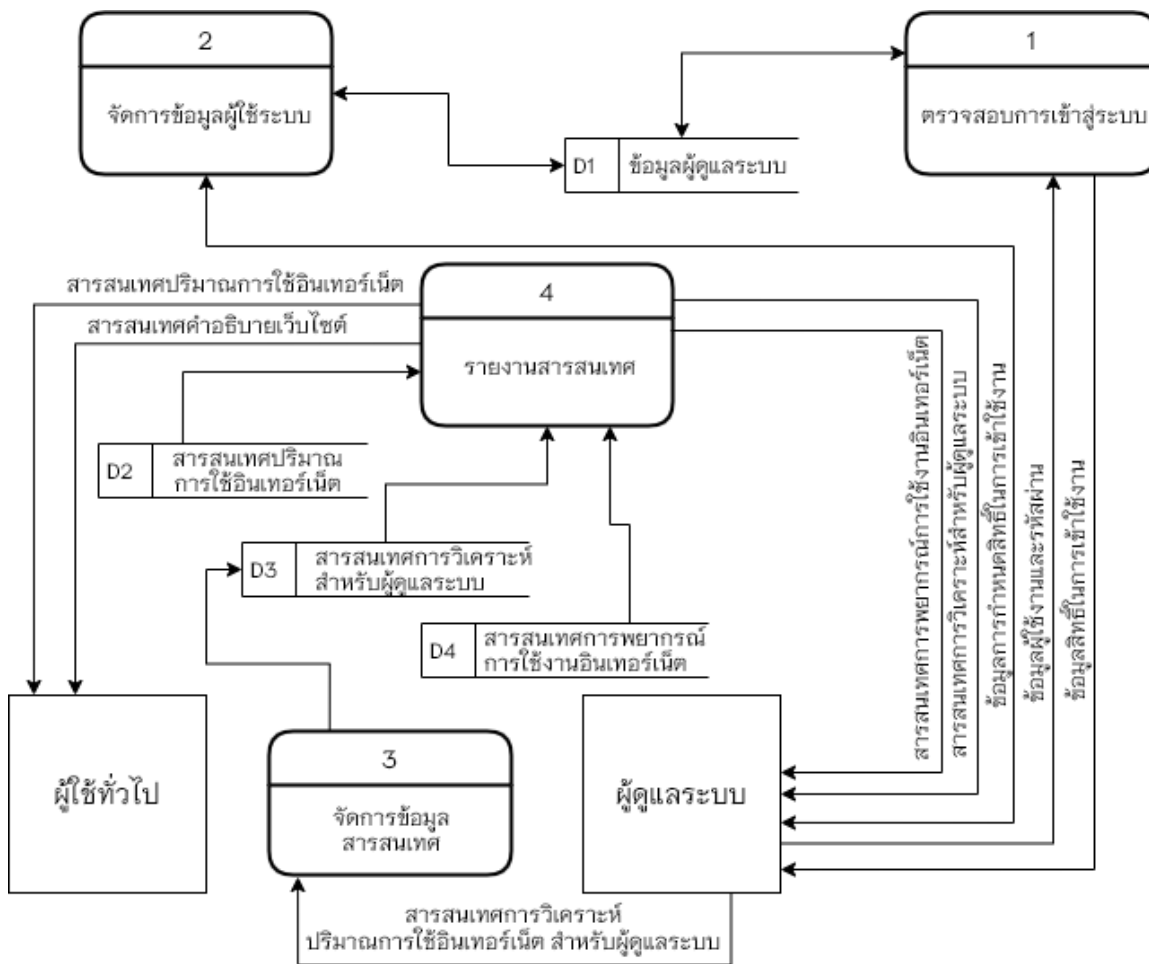 2
จัดการข้อมูลผู้ใช้ระบบ
1
ตรวจสอบการเข้าสู่ระบบ
D1
ข้อมูลผู้ดูแลระบบ
สารสนเทศปริมาณการใช้อินเทอร์เน็ต
สารสนเทศคำอธิบายเว็บไซต์
4
รายงานสารสนเทศ
D2
สารสนเทศปริมาณ
การใช้อินเทอร์เน็ต
D3
สารสนเทศการวิเคราะห์
สำหรับผู้ดูแลระบบ
D4
สารสนเทศการพยากรณ์
การใช้งานอินเทอร์เน็ต
สารสนเทศการพยากรณ์การใช้งานอินเทอร์เน็ต
สารสนเทศการวิเคราะห์สำหรับผู้ดูแลระบบ
ข้อมูลการกำหนดสิทธิ์ในการเข้าใช้งาน
ข้อมูลผู้ใช้งานและรหัสผ่าน
ข้อมูลสิทธิ์ในการเข้าใช้งาน
ผู้ใช้ทั่วไป
3
จัดการข้อมูล
สารสนเทศ
ผู้ดูแลระบบ
สารสนเทศการวิเคราะห์
ปริมาณการใช้อินเทอร์เน็ต สำหรับผู้ดูแลระบบ